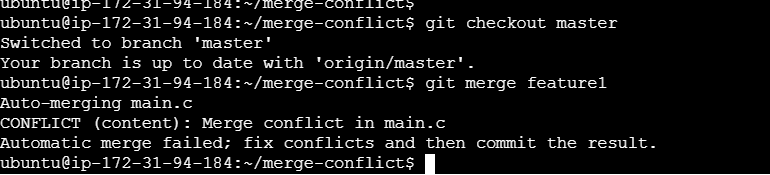 ubuntu@ip-172-31-94-184:~/merge-conflict$
ubuntu@ip-172-31-94-184:~/merge-conflict$ git checkout master
Switched to branch 'master'
Your branch is up to date with 'origin/master'.
ubuntu@ip-172-31-94-184:~/merge-conflict$ git merge feature1
Auto-merging main.c
CONFLICT (content): Merge conflict in main.c
Automatic merge failed; fix conflicts and then commit the result.
ubuntu@ip-172-31-94-184:~/merge-conflict$